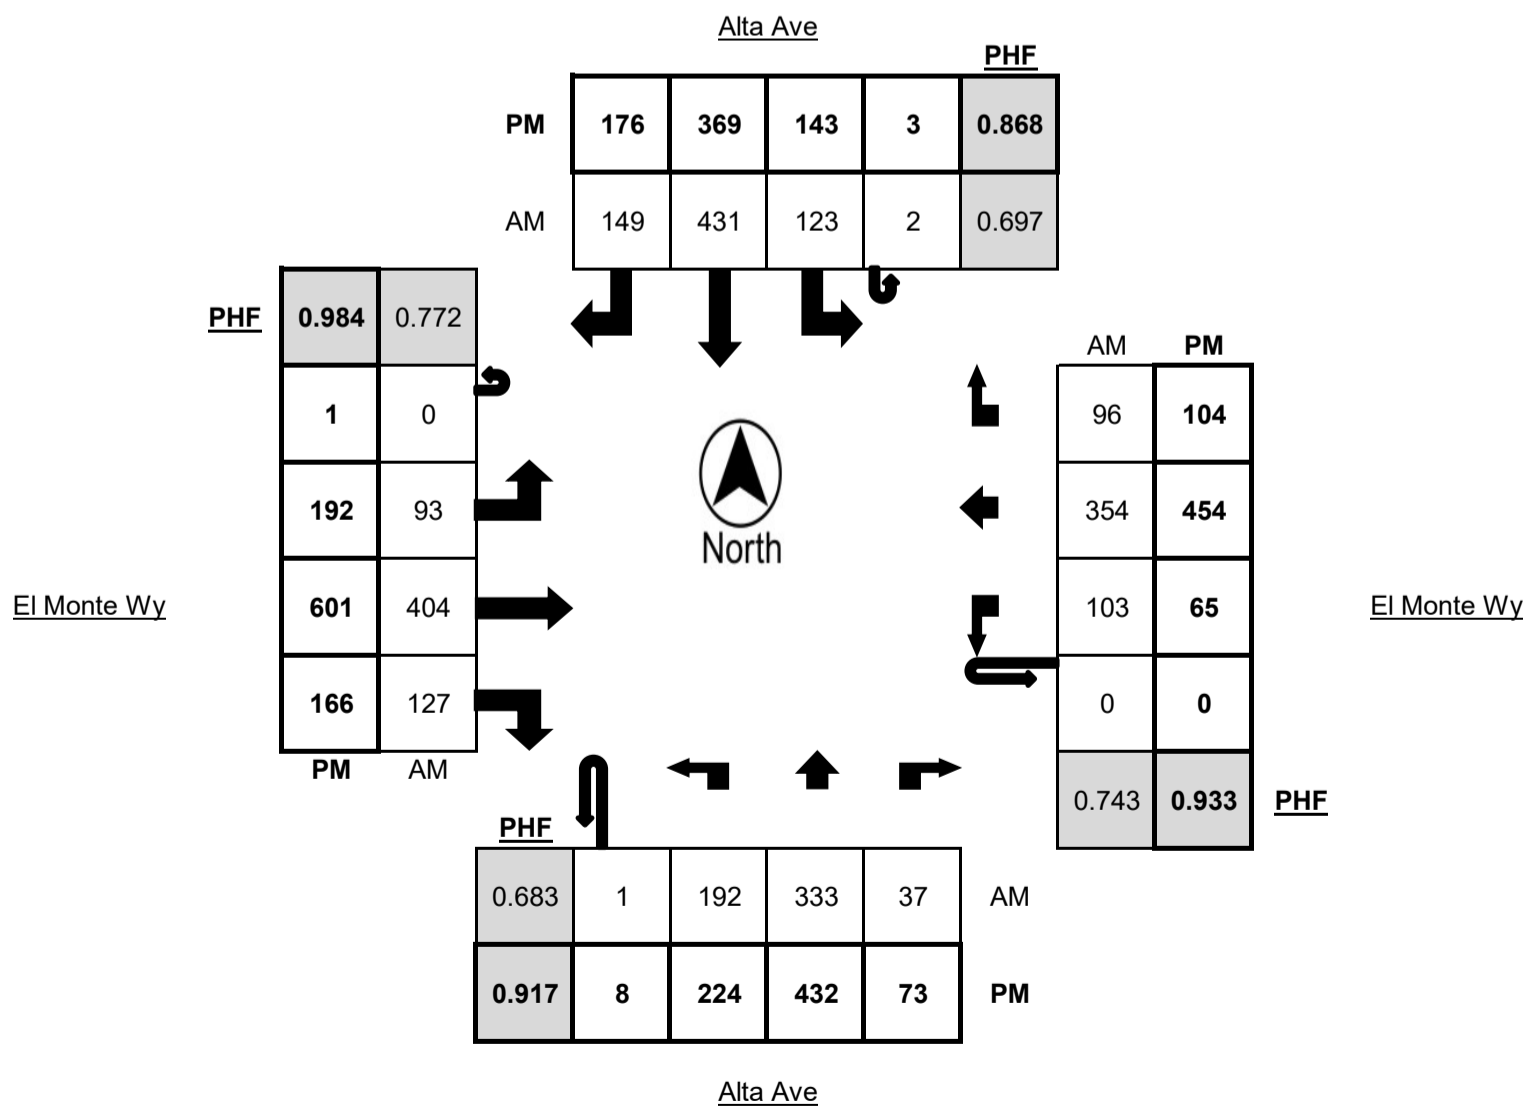 Alta Ave
PHF
PM 176 369 143 3 0.868
AM 149 431 123 2 0.697
PHF 0.984 0.772
AM PM
1 0
96 104
192 93
354 454
North
El Monte Wy
601 404
103 65
El Monte Wy
166 127
0 0
PM AM
0.743 0.933 PHF
PHF
0.683 1 192 333 37 AM
0.917 8 224 432 73 PM
Alta Ave